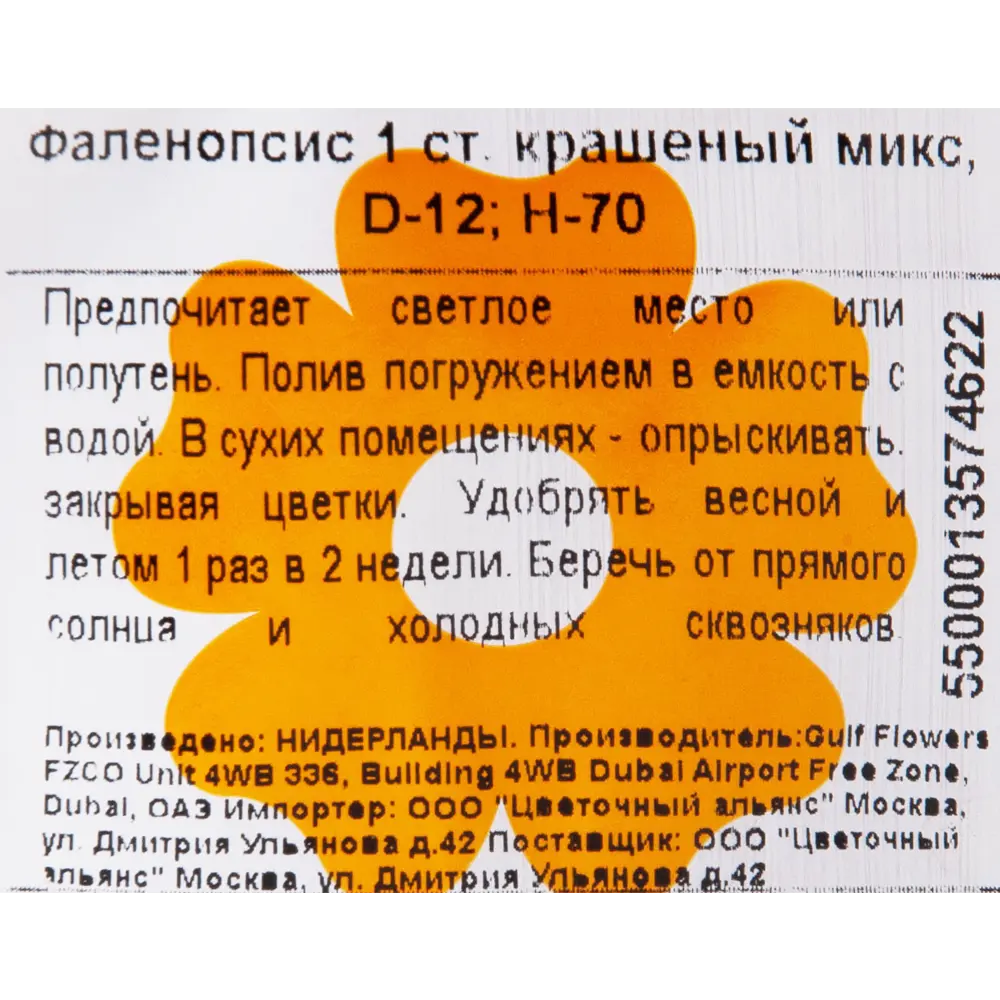 Фаленопсис 1 ст. крашеный микс,
D-12; H-70
Предпочитает светлое место или
полутень. Полив погружением в емкость с
водой. В сухих помещениях - опрыскивать.
закрывая цветки. Удобрять весной и
летом 1 раз в 2 недели. Беречь от прямого
солнца и холодных сквозняков.
5500013574622
Произведено: НИДЕРЛАНДЫ. Производитель:Gulf Flowers
FZCO Unit 4WB 336, Building 4WB Dubai Airport Free Zone,
Dubai, ОАЭ Импортер: ООО "Цветочный альянс" Москва,
ул. Дмитрия Ульянова д.42 Поставщик: ООО "Цветочный
альянс" Москва, ул. Дмитрия Ульянова д.42